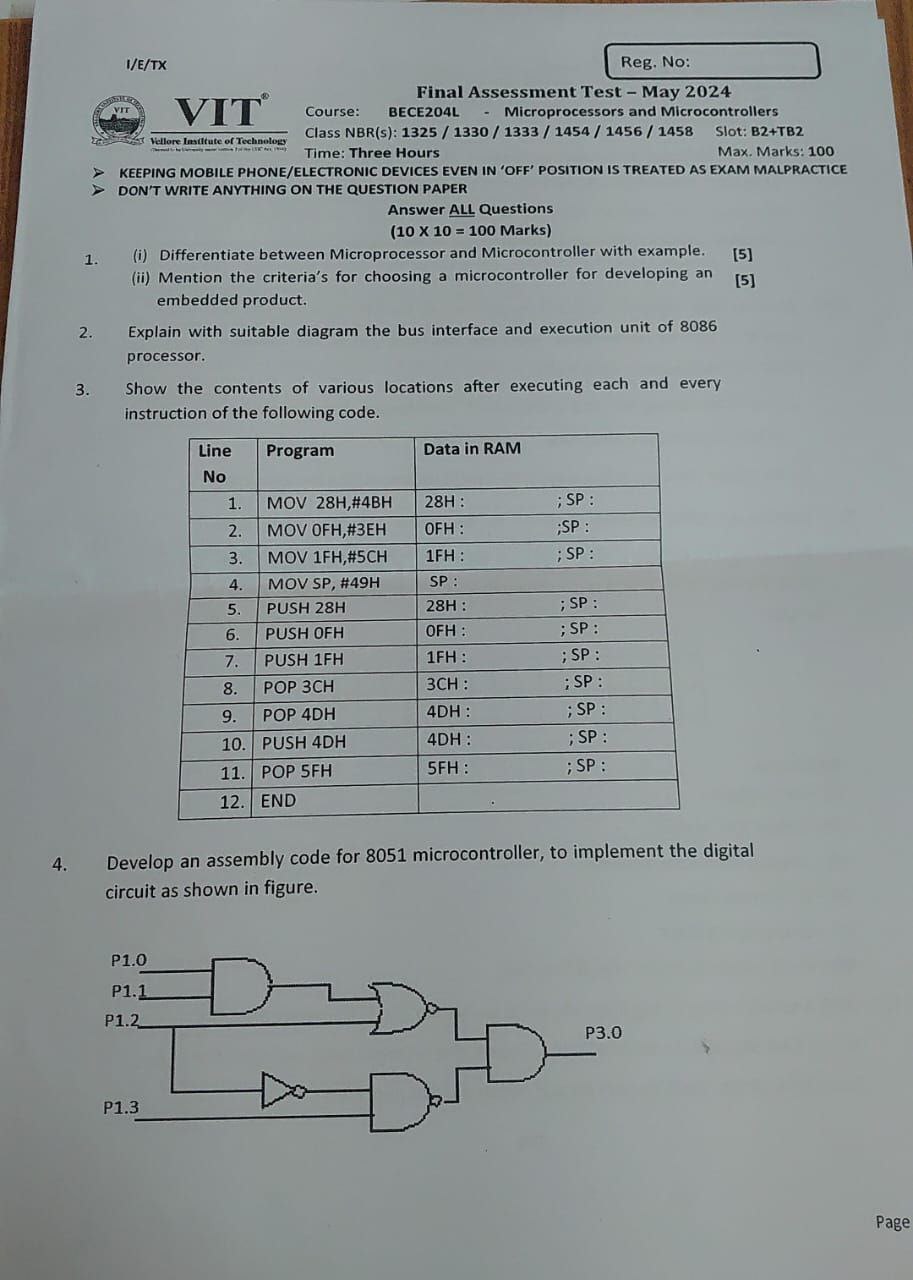 I/E/TX
Reg. No:
VIT
VIT®
Vellore Institute of Technology
Final Assessment Test – May 2024
Course: BECE204L - Microprocessors and Microcontrollers
Class NBR(s): 1325 / 1330 / 1333 / 1454 / 1456 / 1458 Slot: B2+TB2
Time: Three Hours Max. Marks: 100
➤ KEEPING MOBILE PHONE/ELECTRONIC DEVICES EVEN IN ‘OFF’ POSITION IS TREATED AS EXAM MALPRACTICE
➤ DON’T WRITE ANYTHING ON THE QUESTION PAPER
Answer ALL Questions
(10 X 10 = 100 Marks)
1. (i) Differentiate between Microprocessor and Microcontroller with example. [5]
(ii) Mention the criteria’s for choosing a microcontroller for developing an [5]
embedded product.
2. Explain with suitable diagram the bus interface and execution unit of 8086
processor.
3. Show the contents of various locations after executing each and every
instruction of the following code.
Line No Program Data in RAM
1. MOV 28H,#4BH 28H : ; SP :
2. MOV 0FH,#3EH 0FH : ;SP :
3. MOV 1FH,#5CH 1FH : ; SP :
4. MOV SP, #49H SP :
5. PUSH 28H 28H : ; SP :
6. PUSH 0FH 0FH : ; SP :
7. PUSH 1FH 1FH : ; SP :
8. POP 3CH 3CH : ; SP :
9. POP 4DH 4DH : ; SP :
10. PUSH 4DH 4DH : ; SP :
11. POP 5FH 5FH : ; SP :
12. END
4. Develop an assembly code for 8051 microcontroller, to implement the digital
circuit as shown in figure.
P1.0
P1.1
P1.2
P3.0
P1.3
Page